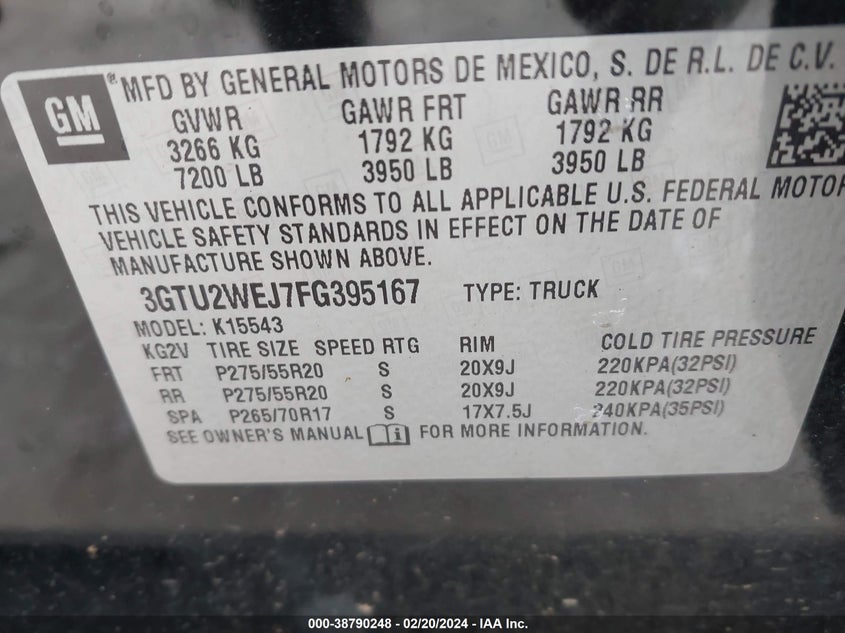 GM
® MFD BY GENERAL MOTORS DE MEXICO, S. DE R.L. DE C.V.
GVWR GAWR FRT GAWR RR
3266 KG 1792 KG 1792 KG
7200 LB 3950 LB 3950 LB
THIS VEHICLE CONFORMS TO ALL APPLICABLE U.S. FEDERAL MOTOR
VEHICLE SAFETY STANDARDS IN EFFECT ON THE DATE OF
MANUFACTURE SHOWN ABOVE.
3GTU2WEJ7FG395167 TYPE: TRUCK
MODEL: K15543
KG2V TIRE SIZE SPEED RTG RIM COLD TIRE PRESSURE
FRT P275/55R20 S 20X9J 220KPA(32PSI)
RR P275/55R20 S 20X9J 220KPA(32PSI)
SPA P265/70R17 S 17X7.5J 240KPA(35PSI)
SEE OWNER'S MANUAL FOR MORE INFORMATION.
000-38790248 - 02/20/2024 - IAA Inc.